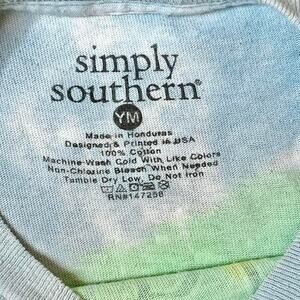 simply
southern®
YM
Made in Honduras
Designed & Printed in USA
100% Cotton
Machine Wash Cold With Like Colors
Non-Chlorine Bleach When Needed
Tumble Dry Low, Do Not Iron
RN#147258